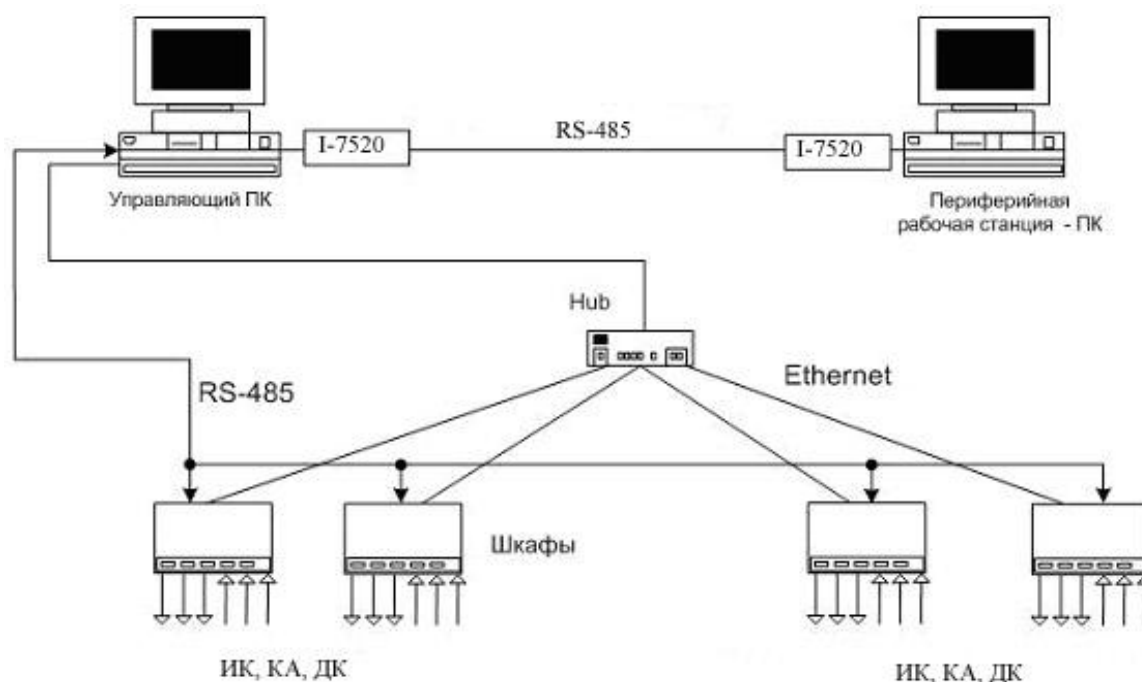 I-7520
RS-485
I-7520
Управляющий ПК
Периферийная
рабочая станция - ПК
Hub
Ethernet
RS-485
Шкафы
ИК, КА, ДК
ИК, КА, ДК